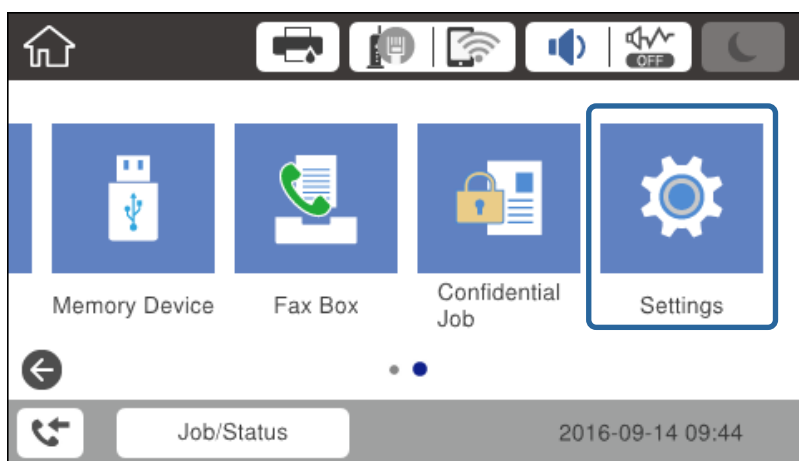 OFF
Memory Device
Fax Box
Confidential
Job
Settings
Job/Status
2016-09-14 09:44